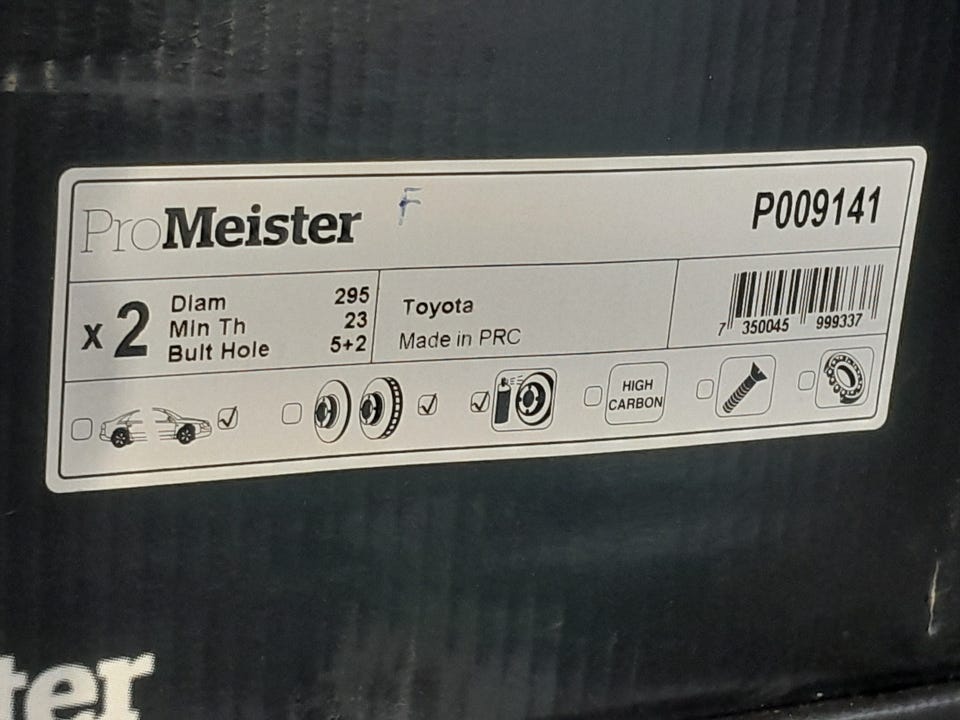 ProMeister F P009141
x 2
Diam 295
Min Th 23
Bult Hole 5+2
Toyota
Made in PRC
7 350045 999337
HIGH
CARBON
ter